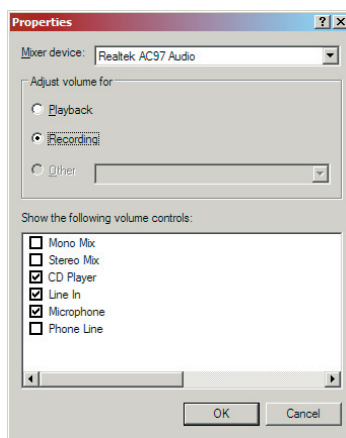 Properties
Mixer device: Realtek AC97 Audio
Adjust volume for
Playback
Recording
Other
Show the following volume controls:
Mono Mix
Stereo Mix
CD Player
Line In
Microphone
Phone Line
OK Cancel